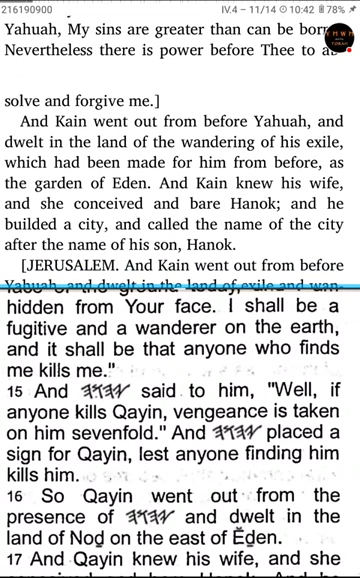 216190900 IV.4 – 11/14 10:42 78%
Yahuah, My sins are greater than can be borne
Nevertheless there is power before Thee to
solve and forgive me.]
And Kain went out from before Yahuah, and
dwelt in the land of the wandering of his exile,
which had been made for him from before, as
the garden of Eden. And Kain knew his wife,
and she conceived and bare Hanok; and he
builded a city, and called the name of the city
after the name of his son, Hanok.
[JERUSALEM. And Kain went out from before
Yahuah, and dwelt in the land of exile and wan
hidden from Your face. I shall be a
fugitive and a wanderer on the earth,
and it shall be that anyone who finds
me kills me."
15 And 𐤉𐤄𐤅𐤄 said to him, "Well, if
anyone kills Qayin, vengeance is taken
on him sevenfold." And 𐤉𐤄𐤅𐤄 placed a
sign for Qayin, lest anyone finding him
kills him.
16 So Qayin went out from the
presence of 𐤉𐤄𐤅𐤄 and dwelt in the
land of Nod̲ on the east of Ĕd̲en.
17 And Qayin knew his wife, and she